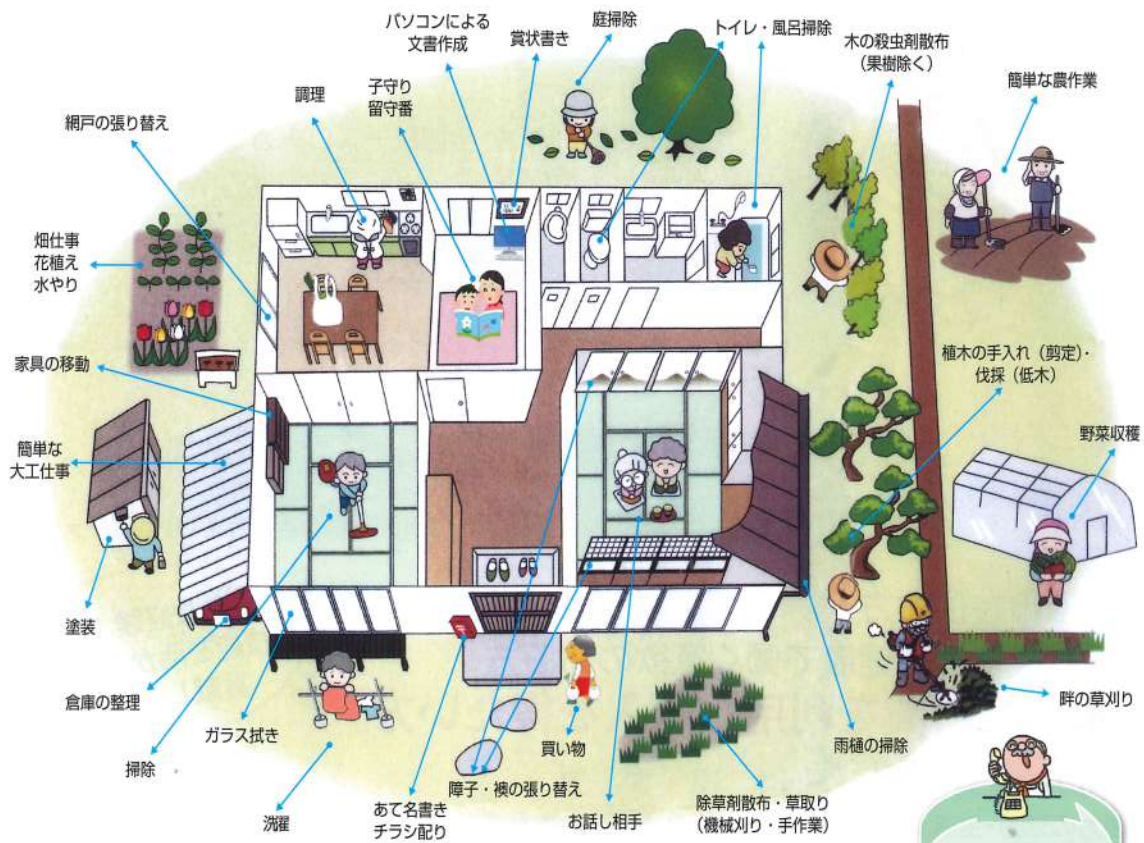 パソコンによる
文書作成
賞状書き
庭掃除
トイレ・風呂掃除
木の殺虫剤散布
(果樹除く)
簡単な農作業
調理
子守り
留守番
網戸の張り替え
畑仕事
花植え
水やり
家具の移動
植木の手入れ(剪定)・
伐採(低木)
簡単な
大工仕事
野菜収穫
塗装
倉庫の整理
ガラス拭き
掃除
洗濯
あて名書き
チラシ配り
障子・襖の張り替え
買い物
お話し相手
除草剤散布・草取り
(機械刈り・手作業)
雨樋の掃除
畔の草刈り